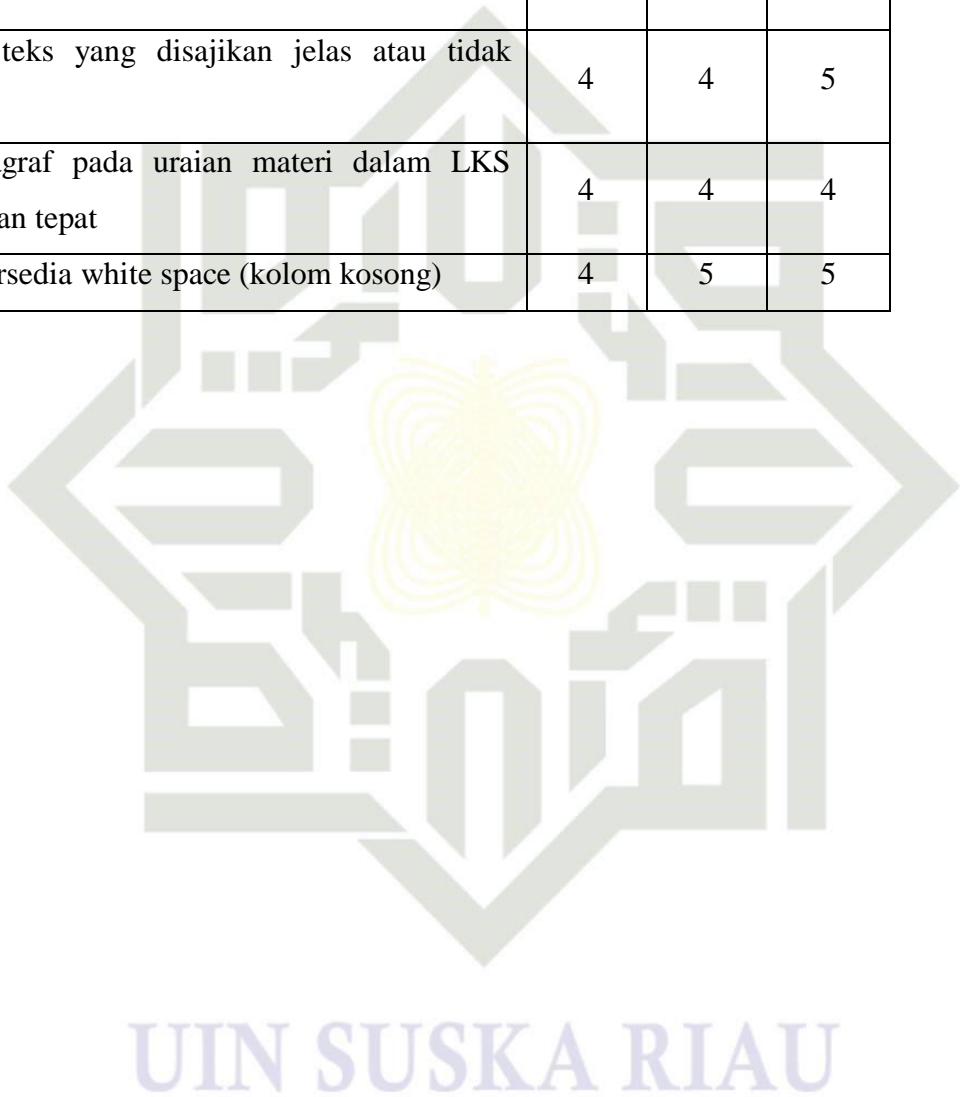 teks yang disajikan jelas atau tidak 4 4 5
graf pada uraian materi dalam LKS
an tepat 4 4 4
rsedia white space (kolom kosong) 4 5 5
UIN SUSKA RIAU